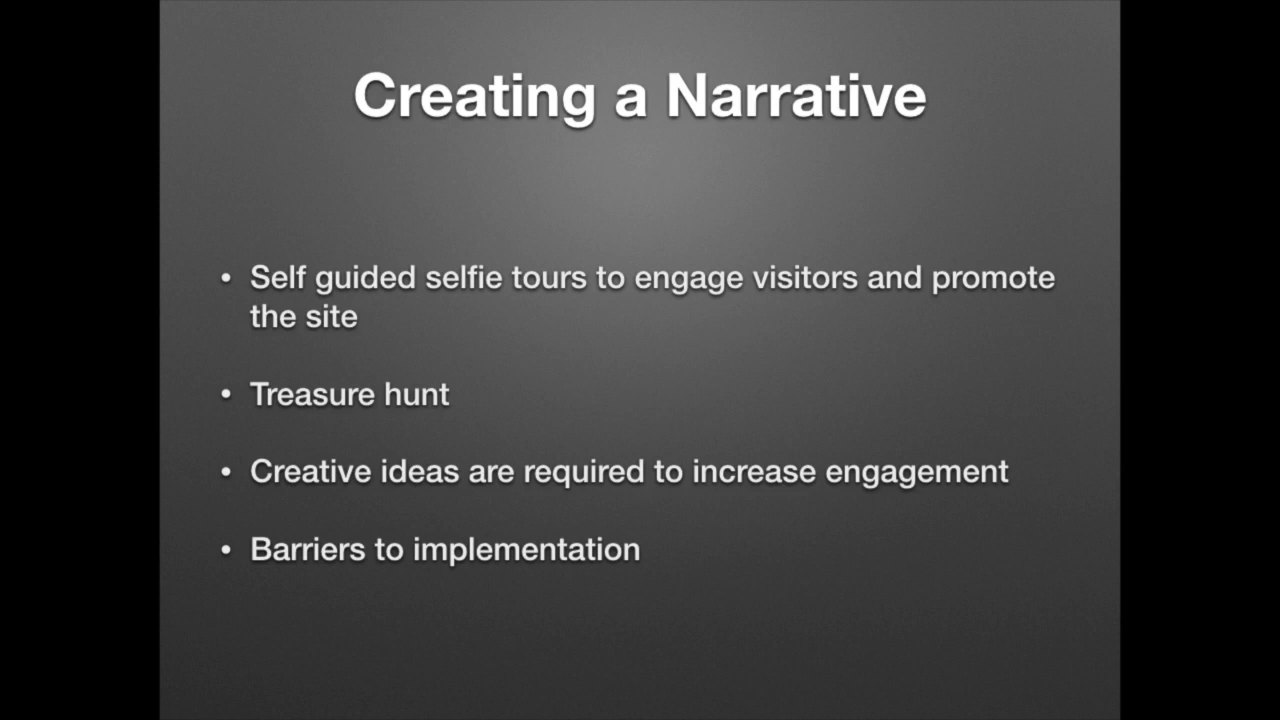 Creating a Narrative
• Self guided selfie tours to engage visitors and promote
the site
• Treasure hunt
• Creative ideas are required to increase engagement
• Barriers to implementation